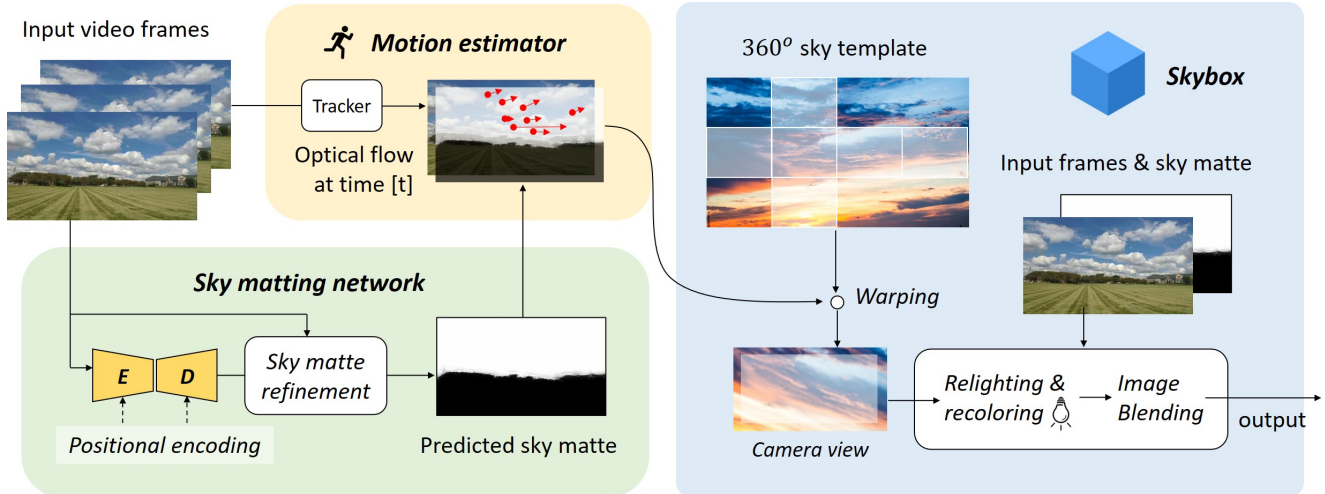 Input video frames
Motion estimator
Tracker
Optical flow
at time [t]
Sky matting network
E
D
Sky matte
refinement
Positional encoding
Predicted sky matte
360° sky template
Skybox
Input frames & sky matte
Warping
Camera view
Relighting &
recoloring
Image
Blending
output